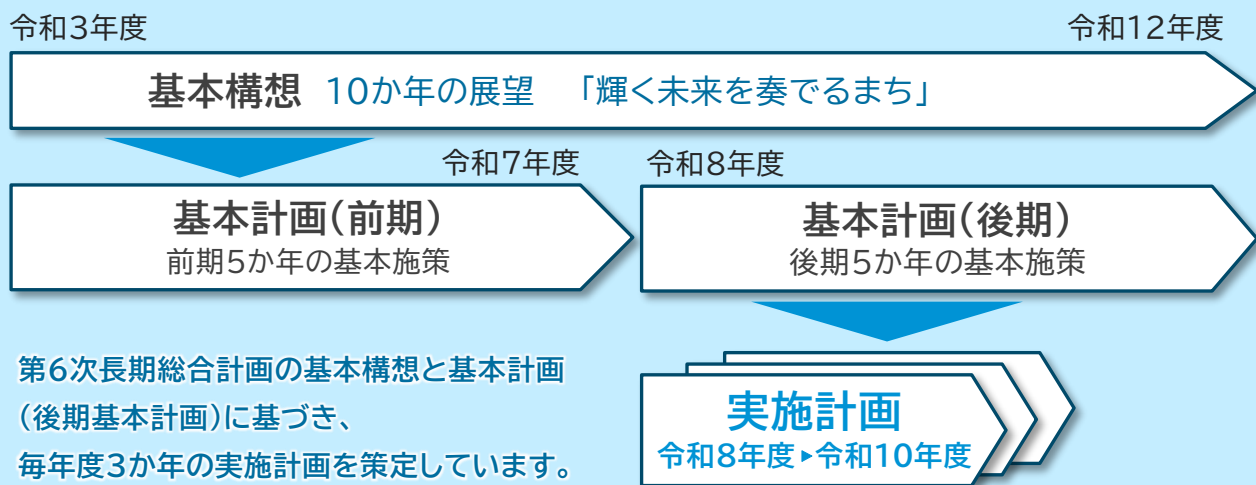 令和3年度
令和12年度
基本構想 10か年の展望 「輝く未来を奏でるまち」
令和7年度
令和8年度
基本計画(前期)
前期5か年の基本施策
基本計画(後期)
後期5か年の基本施策
第6次長期総合計画の基本構想と基本計画
(後期基本計画)に基づき、
毎年度3か年の実施計画を策定しています。
実施計画
令和8年度▶令和10年度